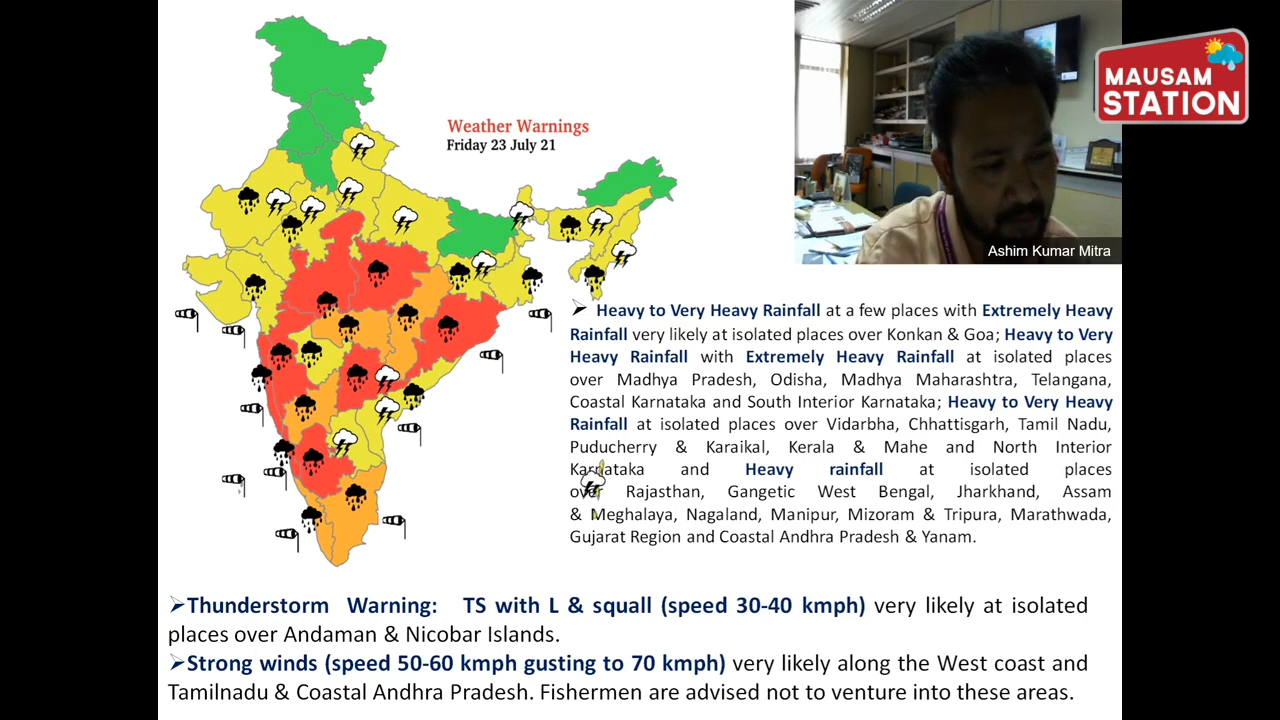 MAUSAM
STATION
Weather Warnings
Friday 23 July 21
Ashim Kumar Mitra
➢ Heavy to Very Heavy Rainfall at a few places with Extremely Heavy
Rainfall very likely at isolated places over Konkan & Goa; Heavy to Very
Heavy Rainfall with Extremely Heavy Rainfall at isolated places
over Madhya Pradesh, Odisha, Madhya Maharashtra, Telangana,
Coastal Karnataka and South Interior Karnataka; Heavy to Very Heavy
Rainfall at isolated places over Vidarbha, Chhattisgarh, Tamil Nadu,
Puducherry & Karaikal, Kerala & Mahe and North Interior
Karnataka and Heavy rainfall at isolated places
over Rajasthan, Gangetic West Bengal, Jharkhand, Assam
& Meghalaya, Nagaland, Manipur, Mizoram & Tripura, Marathwada,
Gujarat Region and Coastal Andhra Pradesh & Yanam.
➢Thunderstorm Warning: TS with L & squall (speed 30-40 kmph) very likely at isolated
places over Andaman & Nicobar Islands.
➢Strong winds (speed 50-60 kmph gusting to 70 kmph) very likely along the West coast and
Tamilnadu & Coastal Andhra Pradesh. Fishermen are advised not to venture into these areas.